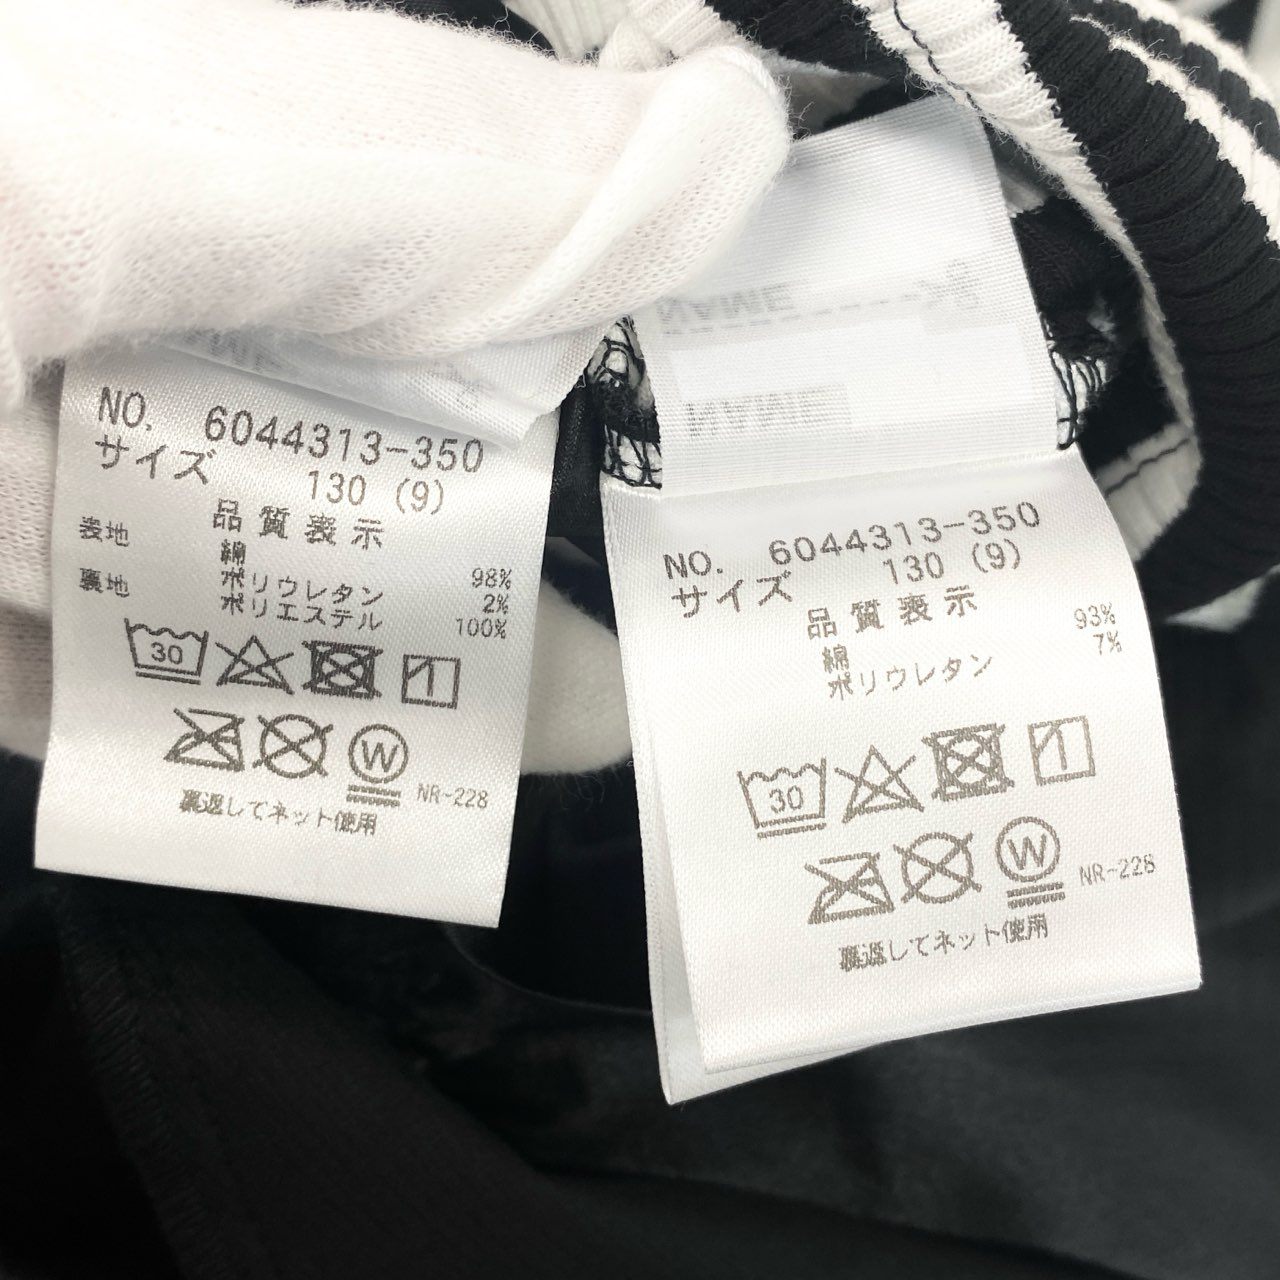 NAME
NO. 6044313-350
サイズ 130 (9)
品質表示
表地 綿 98%
ポリウレタン 2%
裏地 ポリエステル 100%
30
W
NR-228
裏返してネット使用
NAME
NAME
NO. 6044313-350
サイズ 130 (9)
品質表示
綿 93%
ポリウレタン 7%
30
W
NR-228
裏返してネット使用